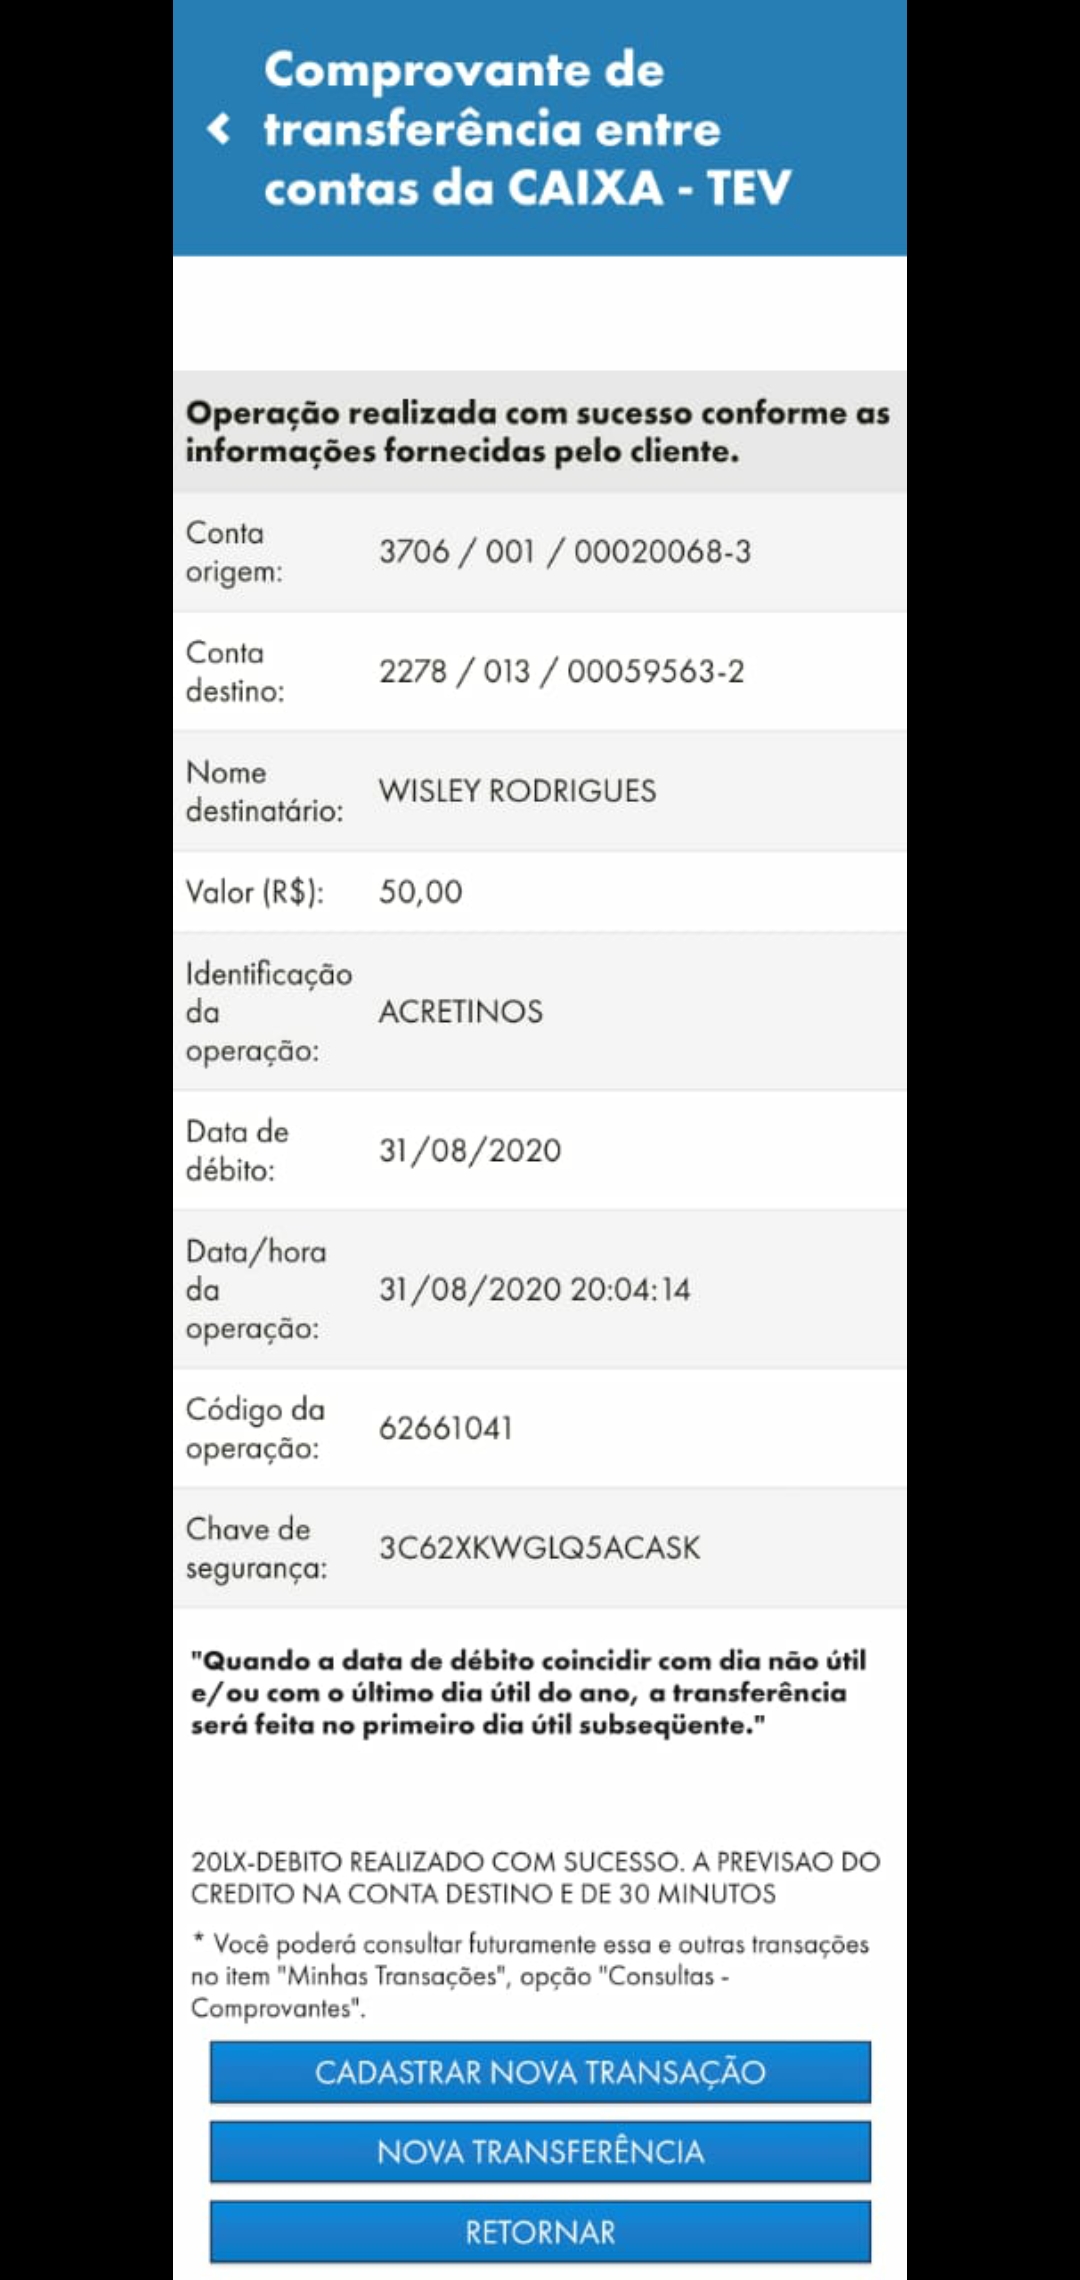 Comprovante de
transferência entre
contas da CAIXA - TEV
Operação realizada com sucesso conforme as
informações fornecidas pelo cliente.
Conta
origem:
3706 / 001 / 00020068-3
Conta
destino:
2278 / 013 / 00059563-2
Nome
destinatário:
WISLEY RODRIGUES
Valor (R$): 50,00
Identificação
da
operação:
ACRETINOS
Data de
débito:
31/08/2020
Data/hora
da
operação:
31/08/2020 20:04:14
Código da
operação:
62661041
Chave de
segurança:
3C62XKWGLQ5ACASK
"Quando a data de débito coincidir com dia não útil
e/ou com o último dia útil do ano, a transferência
será feita no primeiro dia útil subseqüente."
20LX-DEBITO REALIZADO COM SUCESSO. A PREVISAO DO
CREDITO NA CONTA DESTINO E DE 30 MINUTOS
* Você poderá consultar futuramente essa e outras transações
no item "Minhas Transações", opção "Consultas -
Comprovantes".
CADASTRAR NOVA TRANSAÇÃO
NOVA TRANSFERÊNCIA
RETORNAR